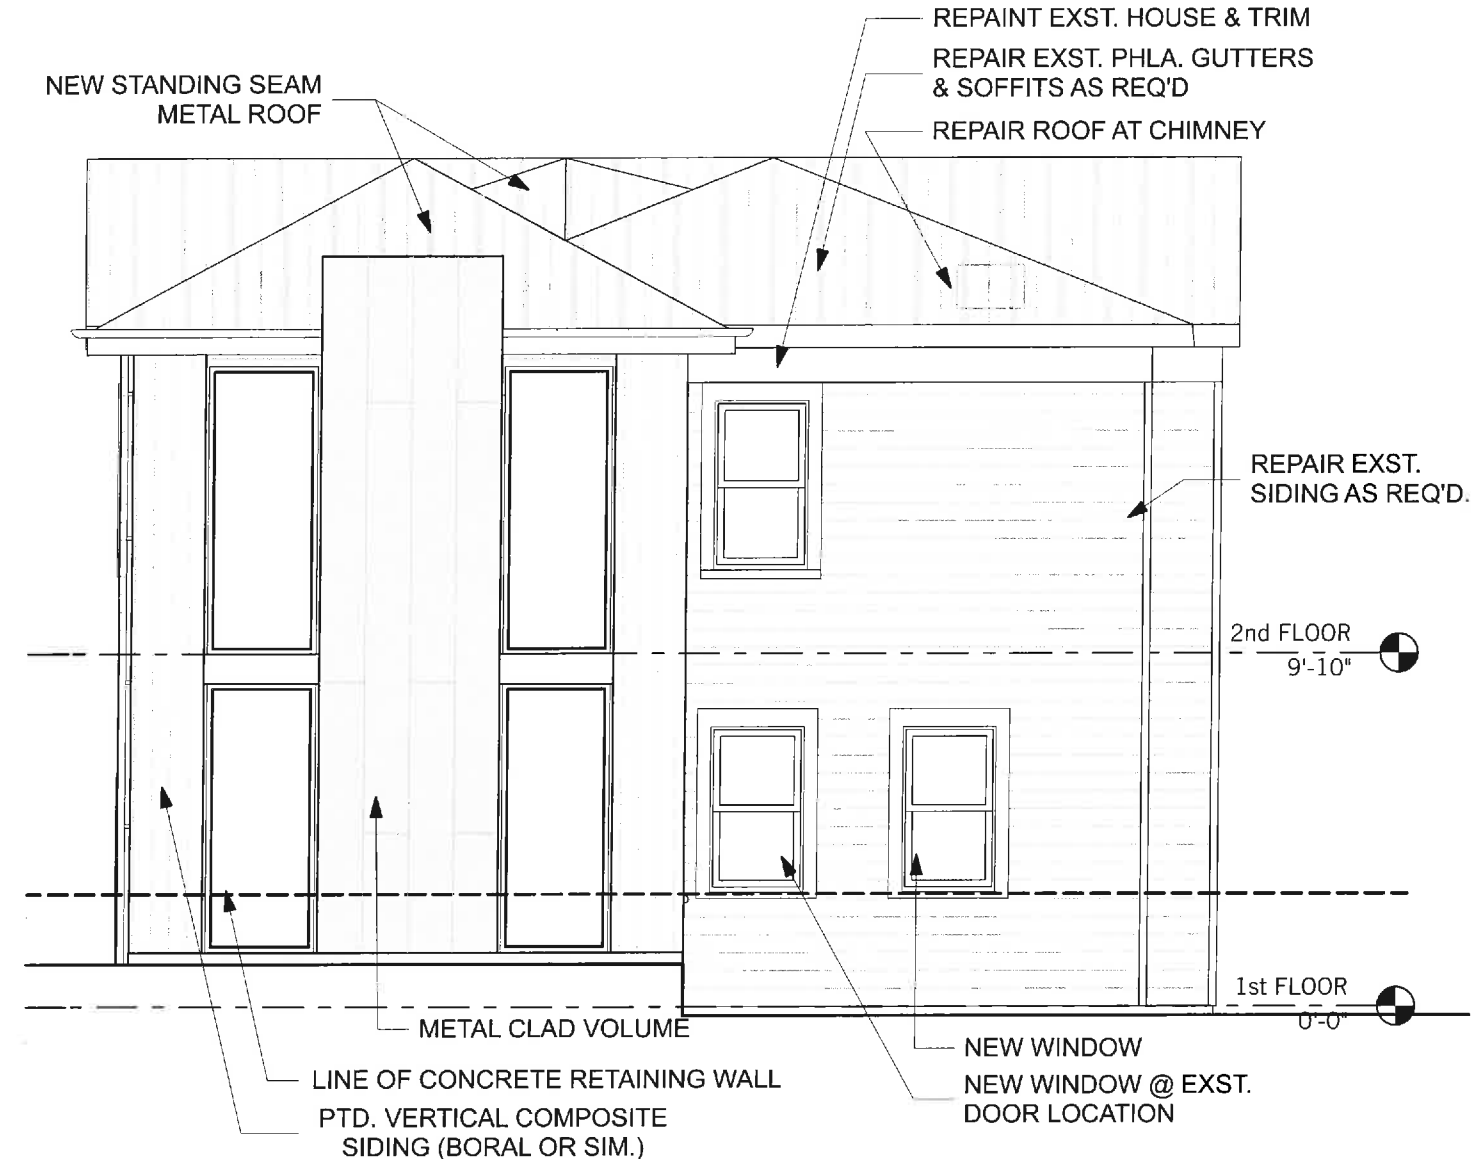 REPAINT EXST. HOUSE & TRIM
REPAIR EXST. PHLA. GUTTERS
& SOFFITS AS REQ'D
REPAIR ROOF AT CHIMNEY
NEW STANDING SEAM
METAL ROOF
REPAIR EXST.
SIDING AS REQ'D.
2nd FLOOR
9'-10"
1st FLOOR
0'-0"
METAL CLAD VOLUME
LINE OF CONCRETE RETAINING WALL
PTD. VERTICAL COMPOSITE
SIDING (BORAL OR SIM.)
NEW WINDOW
NEW WINDOW @ EXST.
DOOR LOCATION